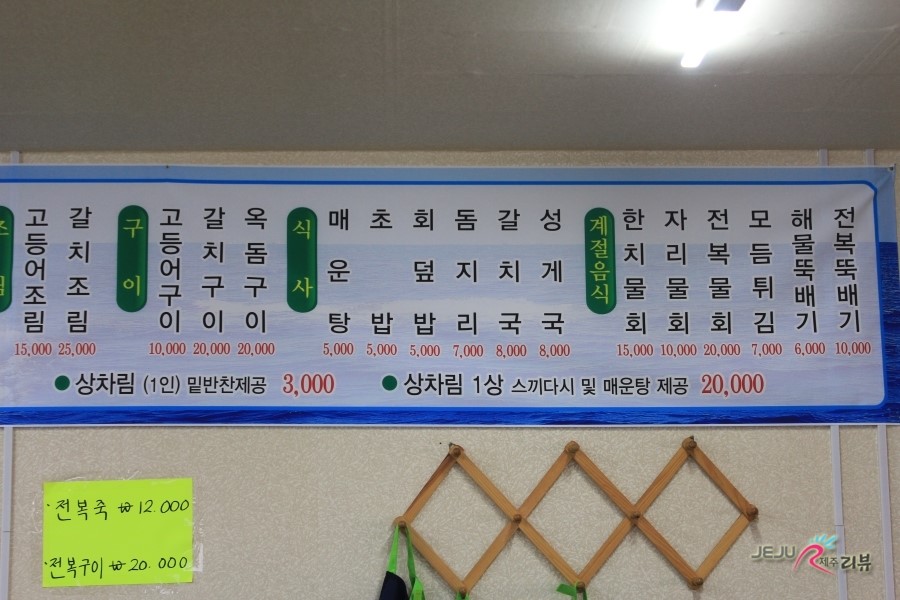 조림
고등어조림 15,000
갈치조림 25,000
구이
고등어구이 10,000
갈치구이 20,000
옥돔구이 20,000
식사
매운탕 5,000
초밥 5,000
회덮밥 5,000
돔지리 7,000
갈치국 8,000
성게국 8,000
계절음식
한치물회 15,000
자리물회 10,000
전복물회 20,000
모듬튀김 7,000
해물뚝배기 6,000
전복뚝배기 10,000
상차림 (1인) 밑반찬제공 3,000
상차림 1상 스끼다시 및 매운탕 제공 20,000
·전복죽 ₩12.000
·전복구이 ₩20.000
JEJU R 제주리뷰